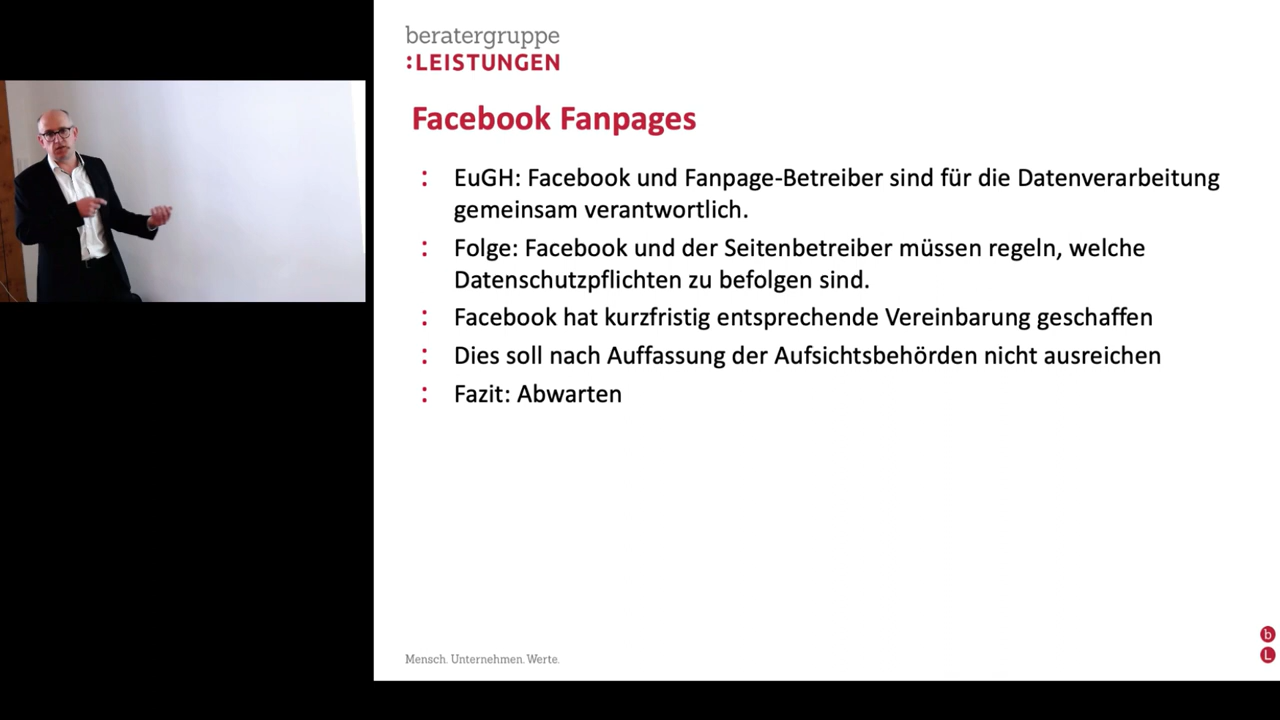 beratergruppe
:LEISTUNGEN
Facebook Fanpages
: EuGH: Facebook und Fanpage-Betreiber sind für die Datenverarbeitung
gemeinsam verantwortlich.
: Folge: Facebook und der Seitenbetreiber müssen regeln, welche
Datenschutzpflichten zu befolgen sind.
: Facebook hat kurzfristig entsprechende Vereinbarung geschaffen
: Dies soll nach Auffassung der Aufsichtsbehörden nicht ausreichen
: Fazit: Abwarten
b
L
Mensch. Unternehmen. Werte.